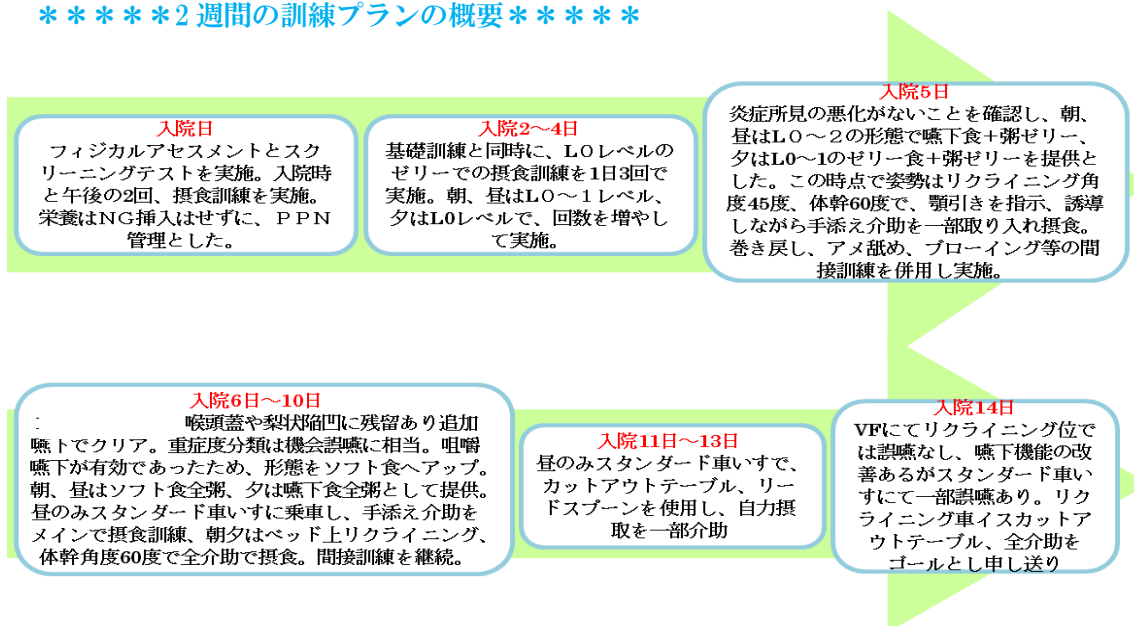 ＊＊＊＊＊2週間の訓練プランの概要＊＊＊＊＊
入院日
フィジカルアセスメントとスク
リーニングテストを実施。入院時
と午後の2回、摂食訓練を実施。
栄養はNG挿入はせずに、ＰＰＮ
管理とした。
入院2～4日
基礎訓練と同時に、L０レベルの
ゼリーでの摂食訓練を1日3回で
実施。朝、昼はL０～１レベル、
夕はL0レベルで、回数を増やし
て実施。
入院5日
炎症所見の悪化がないことを確認し、朝、
昼はL０～２の形態で嚥下食＋粥ゼリー、
夕はL0～1のゼリー食＋粥ゼリーを提供と
した。この時点で姿勢はリクライニング角
度45度、体幹60度で、顎引きを指示、誘導
しながら手添え介助を一部取り入れ摂食。
巻き戻し、アメ舐め、ブローイング等の間
接訓練を併用し実施。
入院6日～10日
喉頭蓋や梨状陥凹に残留あり追加
嚥下でクリア。重症度分類は機会誤嚥に相当。咀嚼
嚥下が有効であったため、形態をソフト食へアップ。
朝、昼はソフト食全粥、夕は嚥下食全粥として提供。
昼のみスタンダード車いすに乗車し、手添え介助を
メインで摂食訓練、朝夕はベッド上リクライニング、
体幹角度60度で全介助で摂食。間接訓練を継続。
入院11日～13日
昼のみスタンダード車いすで、
カットアウトテーブル、リー
ドスプーンを使用し、自力摂
取を一部介助
入院14日
VFにてリクライニング位で
は誤嚥なし、嚥下機能の改
善あるがスタンダード車い
すにて一部誤嚥あり。リク
ライニング車イスカットア
ウトテーブル、全介助を
ゴールとし申し送り